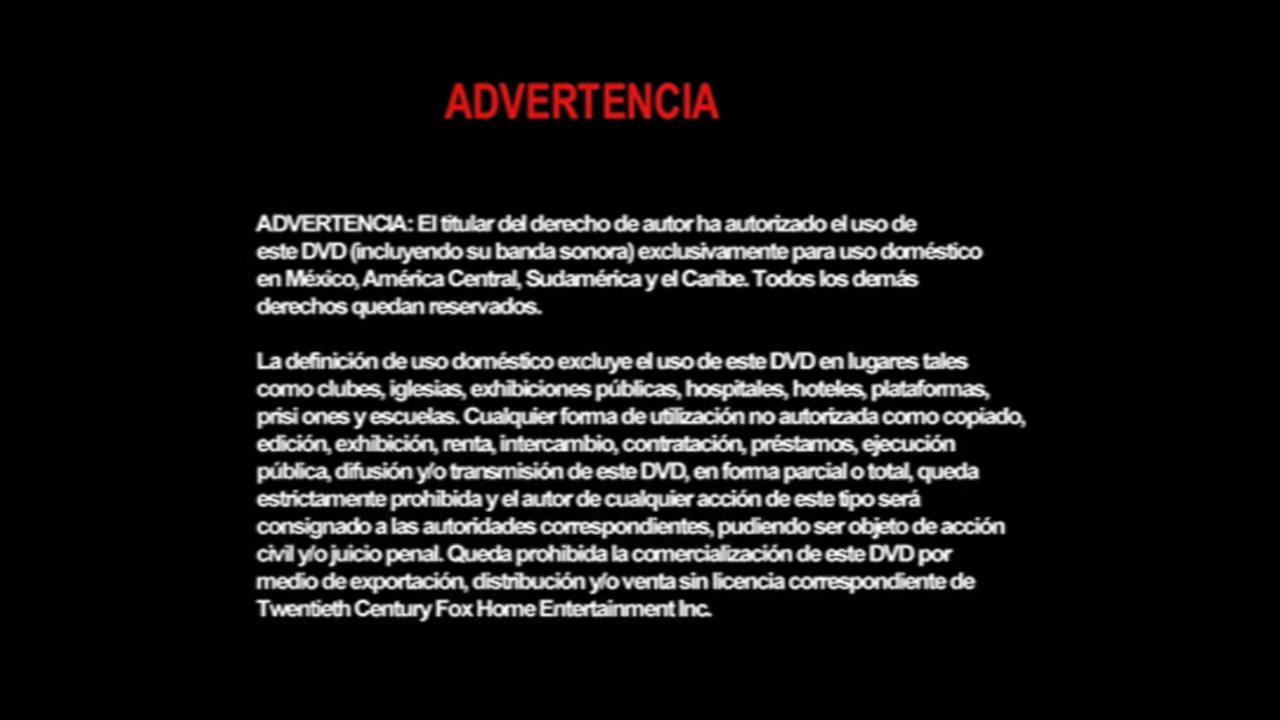 ADVERTENCIA
ADVERTENCIA: El titular del derecho de autor ha autorizado el uso de
este DVD (incluyendo su banda sonora) exclusivamente para uso doméstico
en México, América Central, Sudamérica y el Caribe. Todos los demás
derechos quedan reservados.
La definición de uso doméstico excluye el uso de este DVD en lugares tales
como clubes, iglesias, exhibiciones públicas, hospitales, hoteles, plataformas,
prisi ones y escuelas. Cualquier forma de utilización no autorizada como copiado,
edición, exhibición, renta, intercambio, contratación, préstamos, ejecución
pública, difusión y/o transmisión de este DVD, en forma parcial o total, queda
estrictamente prohibida y el autor de cualquier acción de este tipo será
consignado a las autoridades correspondientes, pudiendo ser objeto de acción
civil y/o juicio penal. Queda prohibida la comercialización de este DVD por
medio de exportación, distribución y/o venta sin licencia correspondiente de
Twentieth Century Fox Home Entertainment Inc.